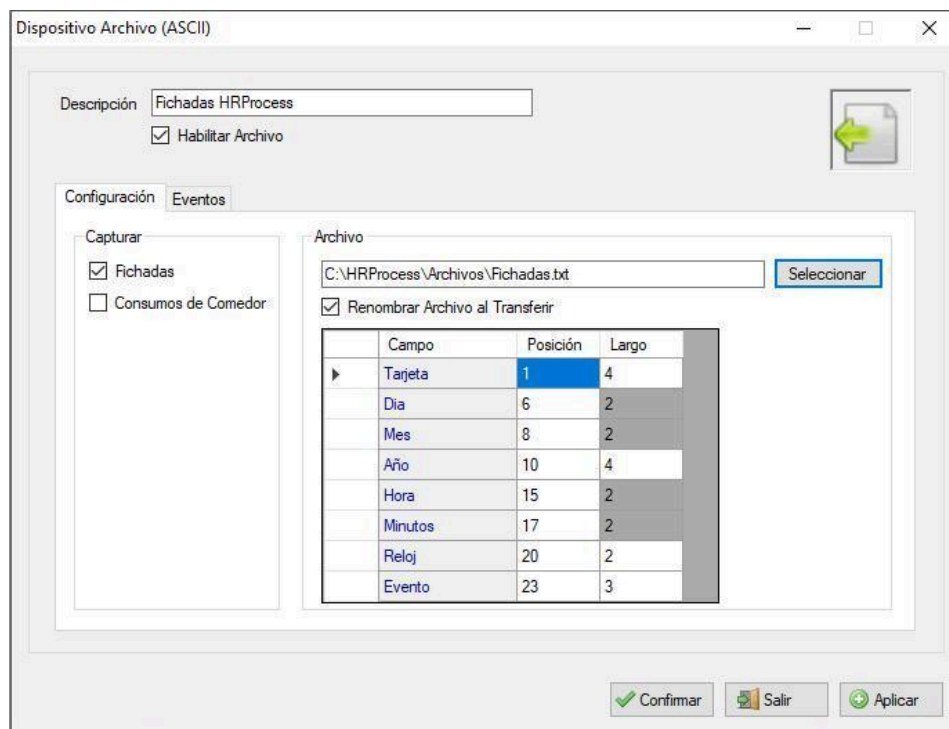 Dispositivo Archivo (ASCII)
Descripción Fichadas HRProcess
Habilitar Archivo
Configuración Eventos
Capturar
Fichadas
Consumos de Comedor
Archivo
C:\HRProcess\Archivos\Fichadas.txt Seleccionar
Renombrar Archivo al Transferir
Campo Posición Largo
Tarjeta 1 4
Dia 6 2
Mes 8 2
Año 10 4
Hora 15 2
Minutos 17 2
Reloj 20 2
Evento 23 3
Confirmar Salir Aplicar